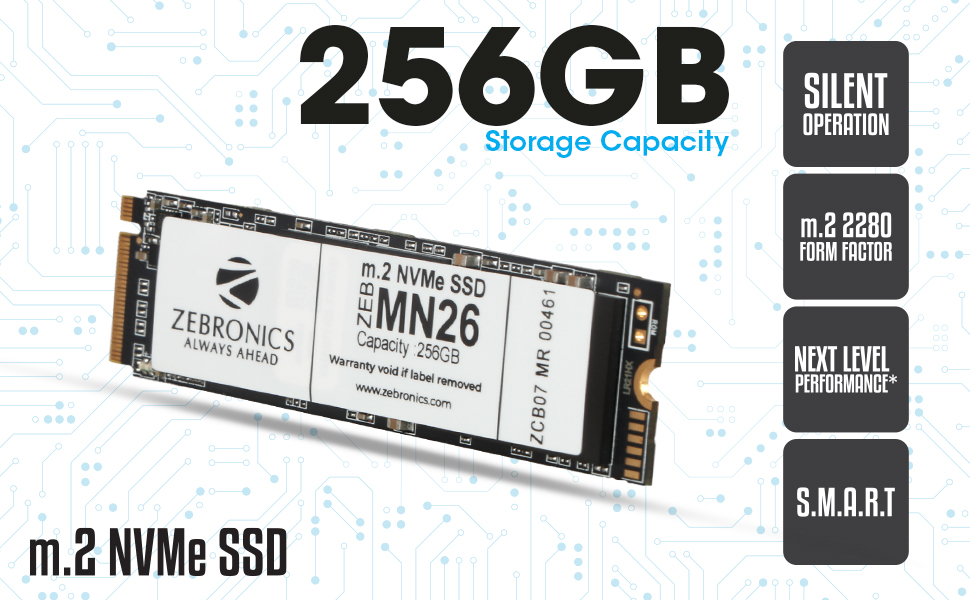 256GB
Storage Capacity
SILENT
OPERATION
m.2 2280
FORM FACTOR
NEXT LEVEL
PERFORMANCE*
S.M.A.R.T
ZEBRONICS
ALWAYS AHEAD
m.2 NVMe SSD
ZEB
MN26
Capacity :256GB
Warranty void if label removed
www.zebronics.com
ZCB07 MR 00461
m.2 NVMe SSD